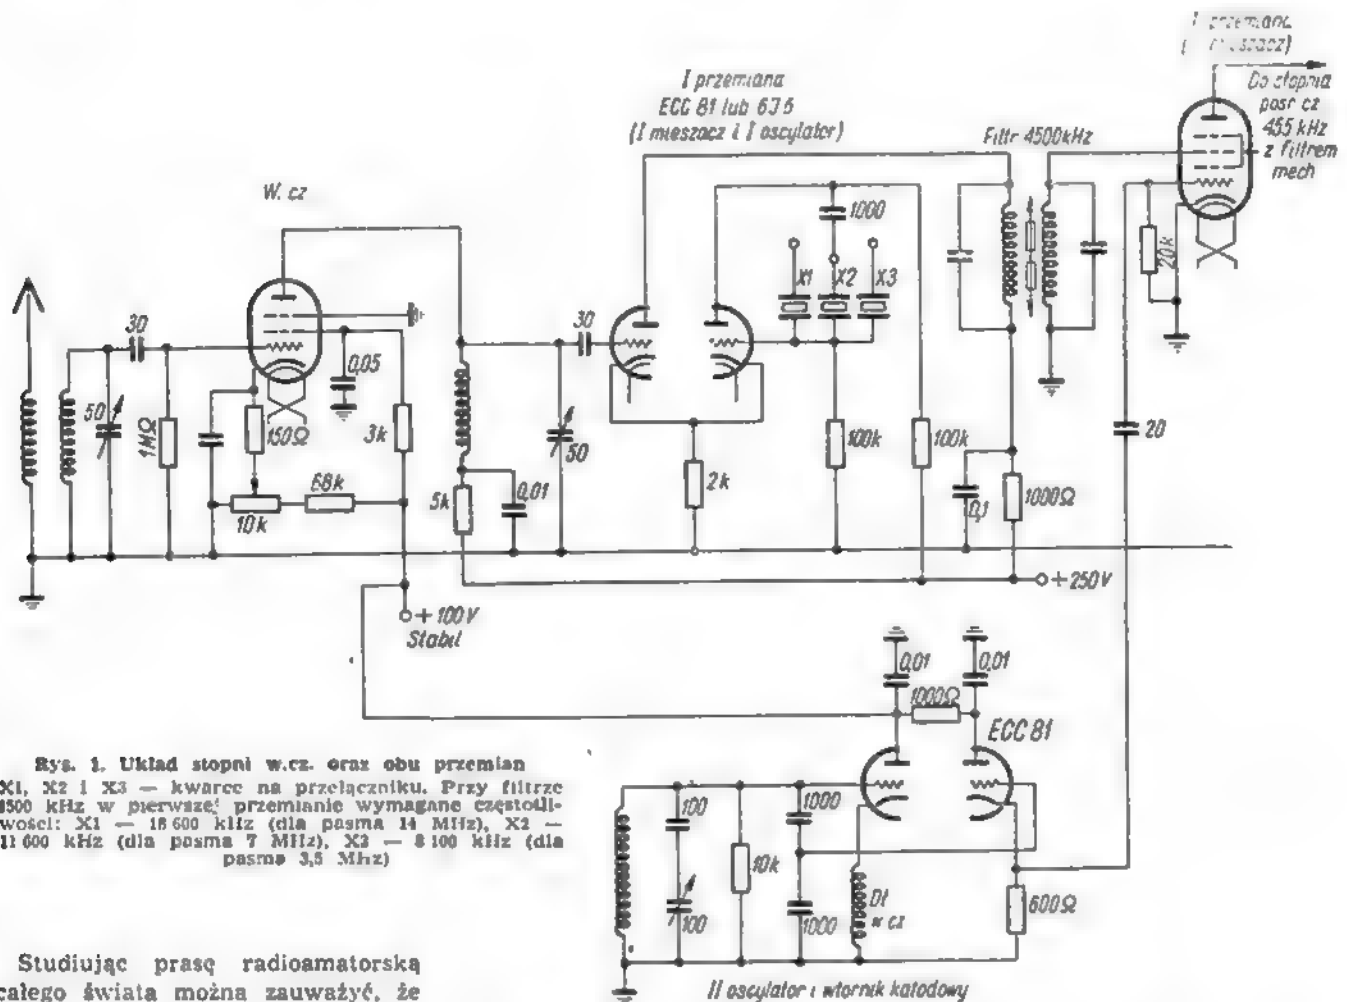 I przemiana
Do stopnia
pośr cz
455 kHz
z filtrem
mech
I przemiana
ECC 81 lub 6J6
(I mieszacz i I oscylator)
Filtr 4500kHz
W. cz
30
50
1MΩ
150Ω
0,05
3k
10k
68k
5k
0,01
50
30
2k
1000
X1
X2
X3
100k
100k
0,1
1000Ω
20k
20
+250V
+100V
Stabil
0,01
0,01
1000Ω
ECC 81
100
100
10k
1000
1000
Dł
w cz
600Ω
II oscylator i wtórnik katodowy
Rys. 1. Układ stopni w.cz. oraz obu przemian
X1, X2 i X3 — kwarce na przełączniku. Przy filtrze
4500 kHz w pierwszej przemianie wymagane częstotli-
wości: X1 — 18 600 kHz (dla pasma 14 MHz), X2 —
11 600 kHz (dla pasma 7 MHz), X3 — 8 100 kHz (dla
pasma 3,5 MHz)
Studiując prasę radioamatorską
całego świata można zauważyć, że